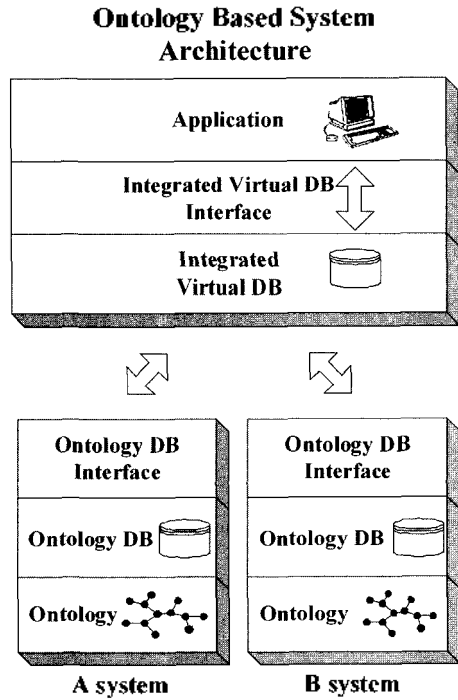 Ontology Based System
Architecture
Application
Integrated Virtual DB
Interface
Integrated
Virtual DB
Ontology DB
Interface
Ontology DB
Ontology
A system
Ontology DB
Interface
Ontology DB
Ontology
B system